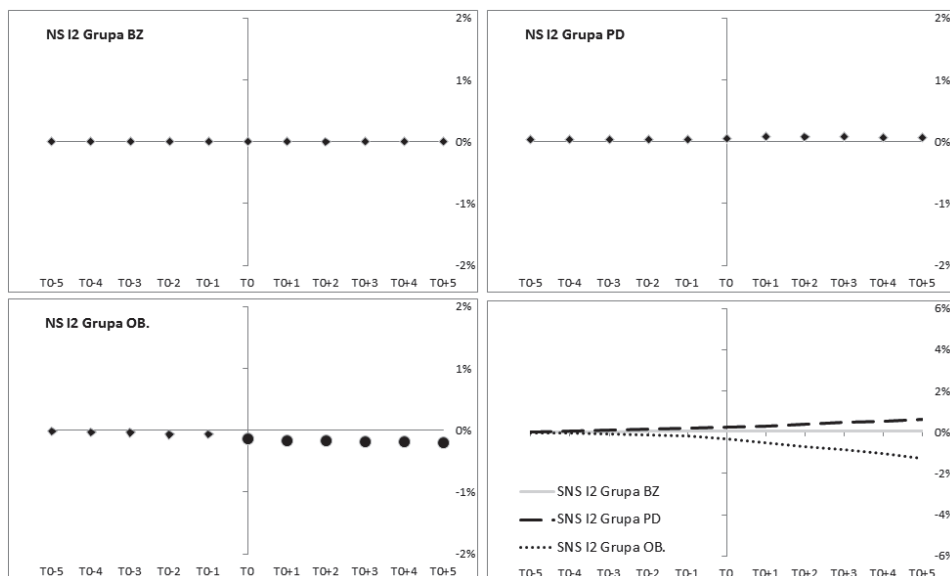 NS I2 Grupa BZ
2%
1%
0%
-1%
-2%
T0-5 T0-4 T0-3 T0-2 T0-1 T0 T0+1 T0+2 T0+3 T0+4 T0+5
NS I2 Grupa PD
2%
1%
0%
-1%
-2%
T0-5 T0-4 T0-3 T0-2 T0-1 T0 T0+1 T0+2 T0+3 T0+4 T0+5
NS I2 Grupa OB.
2%
1%
0%
-1%
-2%
T0-5 T0-4 T0-3 T0-2 T0-1 T0 T0+1 T0+2 T0+3 T0+4 T0+5
6%
4%
2%
0%
-2%
-4%
-6%
SNS I2 Grupa BZ
SNS I2 Grupa PD
SNS I2 Grupa OB.
T0-5 T0-4 T0-3 T0-2 T0-1 T0 T0+1 T0+2 T0+3 T0+4 T0+5